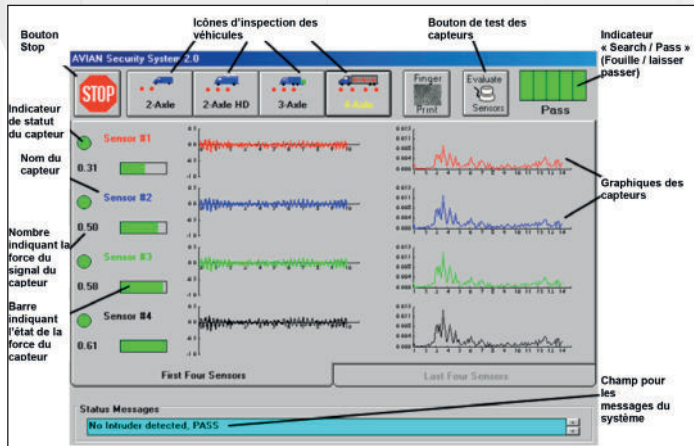 Bouton
Stop
Icônes d'inspection des
véhicules
Bouton de test des
capteurs
Indicateur
« Search / Pass »
(Fouille / laisser
passer)
AVIAN Security System 2.0
STOP
2-Axle
2-Axle HD
3-Axle
4-Axle
Finger
Print
Evaluate
Sensors
Pass
Indicateur
de statut
du capteur
Nom du
capteur
Nombre
indiquant la
force du
signal du
capteur
Barre
indiquant
l'état de la
force du
capteur
Sensor #1
0.31
Sensor #2
0.50
Sensor #3
0.58
Sensor #4
0.61
Graphiques des
capteurs
First Four Sensors
Last Four Sensors
Status Messages
No Intruder detected, PASS
Champ pour
les
messages du
système